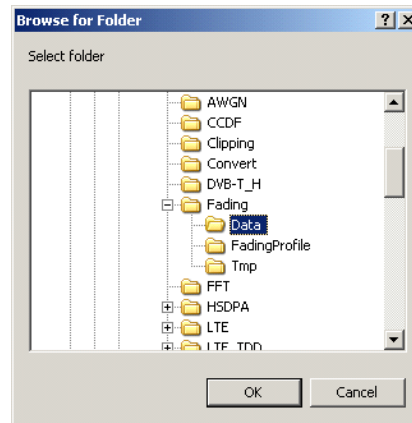 Browse for Folder
Select folder
AWGN
CCDF
Clipping
Convert
DVB-T_H
Fading
Data
FadingProfile
Tmp
FFT
HSDPA
LTE
LTE_TDD
OK Cancel